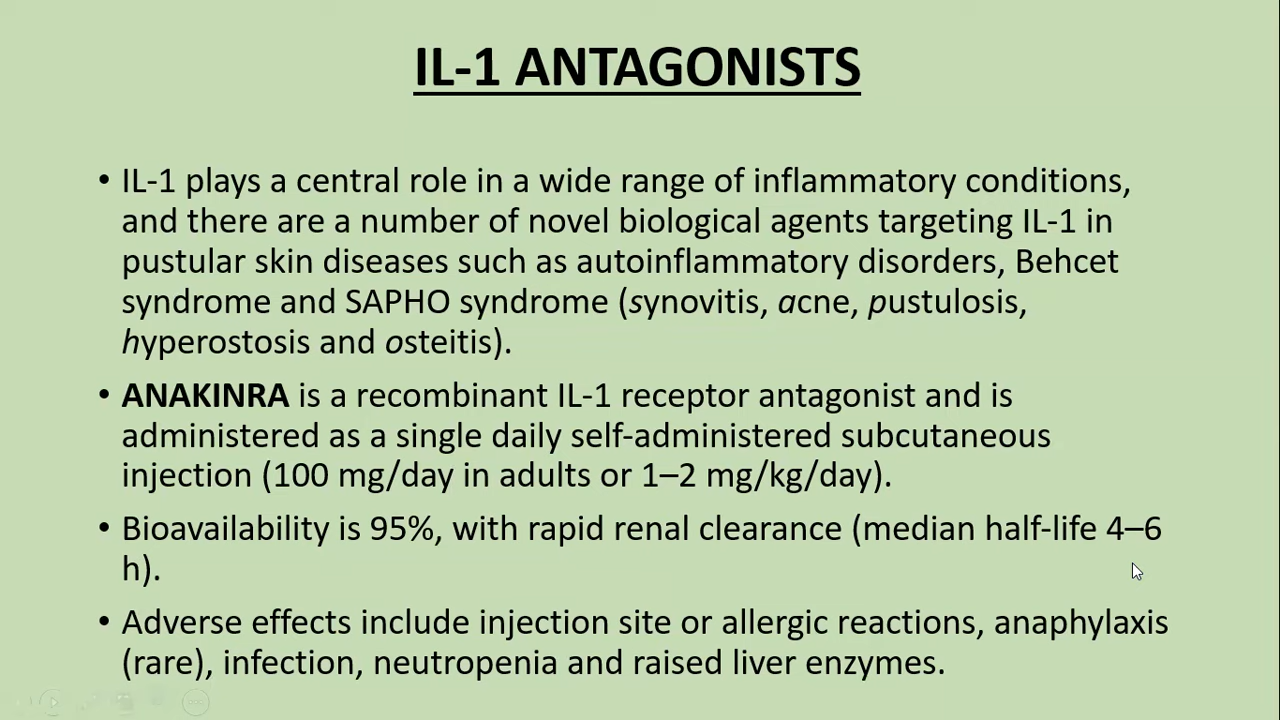 IL-1 ANTAGONISTS
• IL-1 plays a central role in a wide range of inflammatory conditions,
and there are a number of novel biological agents targeting IL-1 in
pustular skin diseases such as autoinflammatory disorders, Behcet
syndrome and SAPHO syndrome (synovitis, acne, pustulosis,
hyperostosis and osteitis).
• ANAKINRA is a recombinant IL-1 receptor antagonist and is
administered as a single daily self-administered subcutaneous
injection (100 mg/day in adults or 1–2 mg/kg/day).
• Bioavailability is 95%, with rapid renal clearance (median half-life 4–6
h).
• Adverse effects include injection site or allergic reactions, anaphylaxis
(rare), infection, neutropenia and raised liver enzymes.